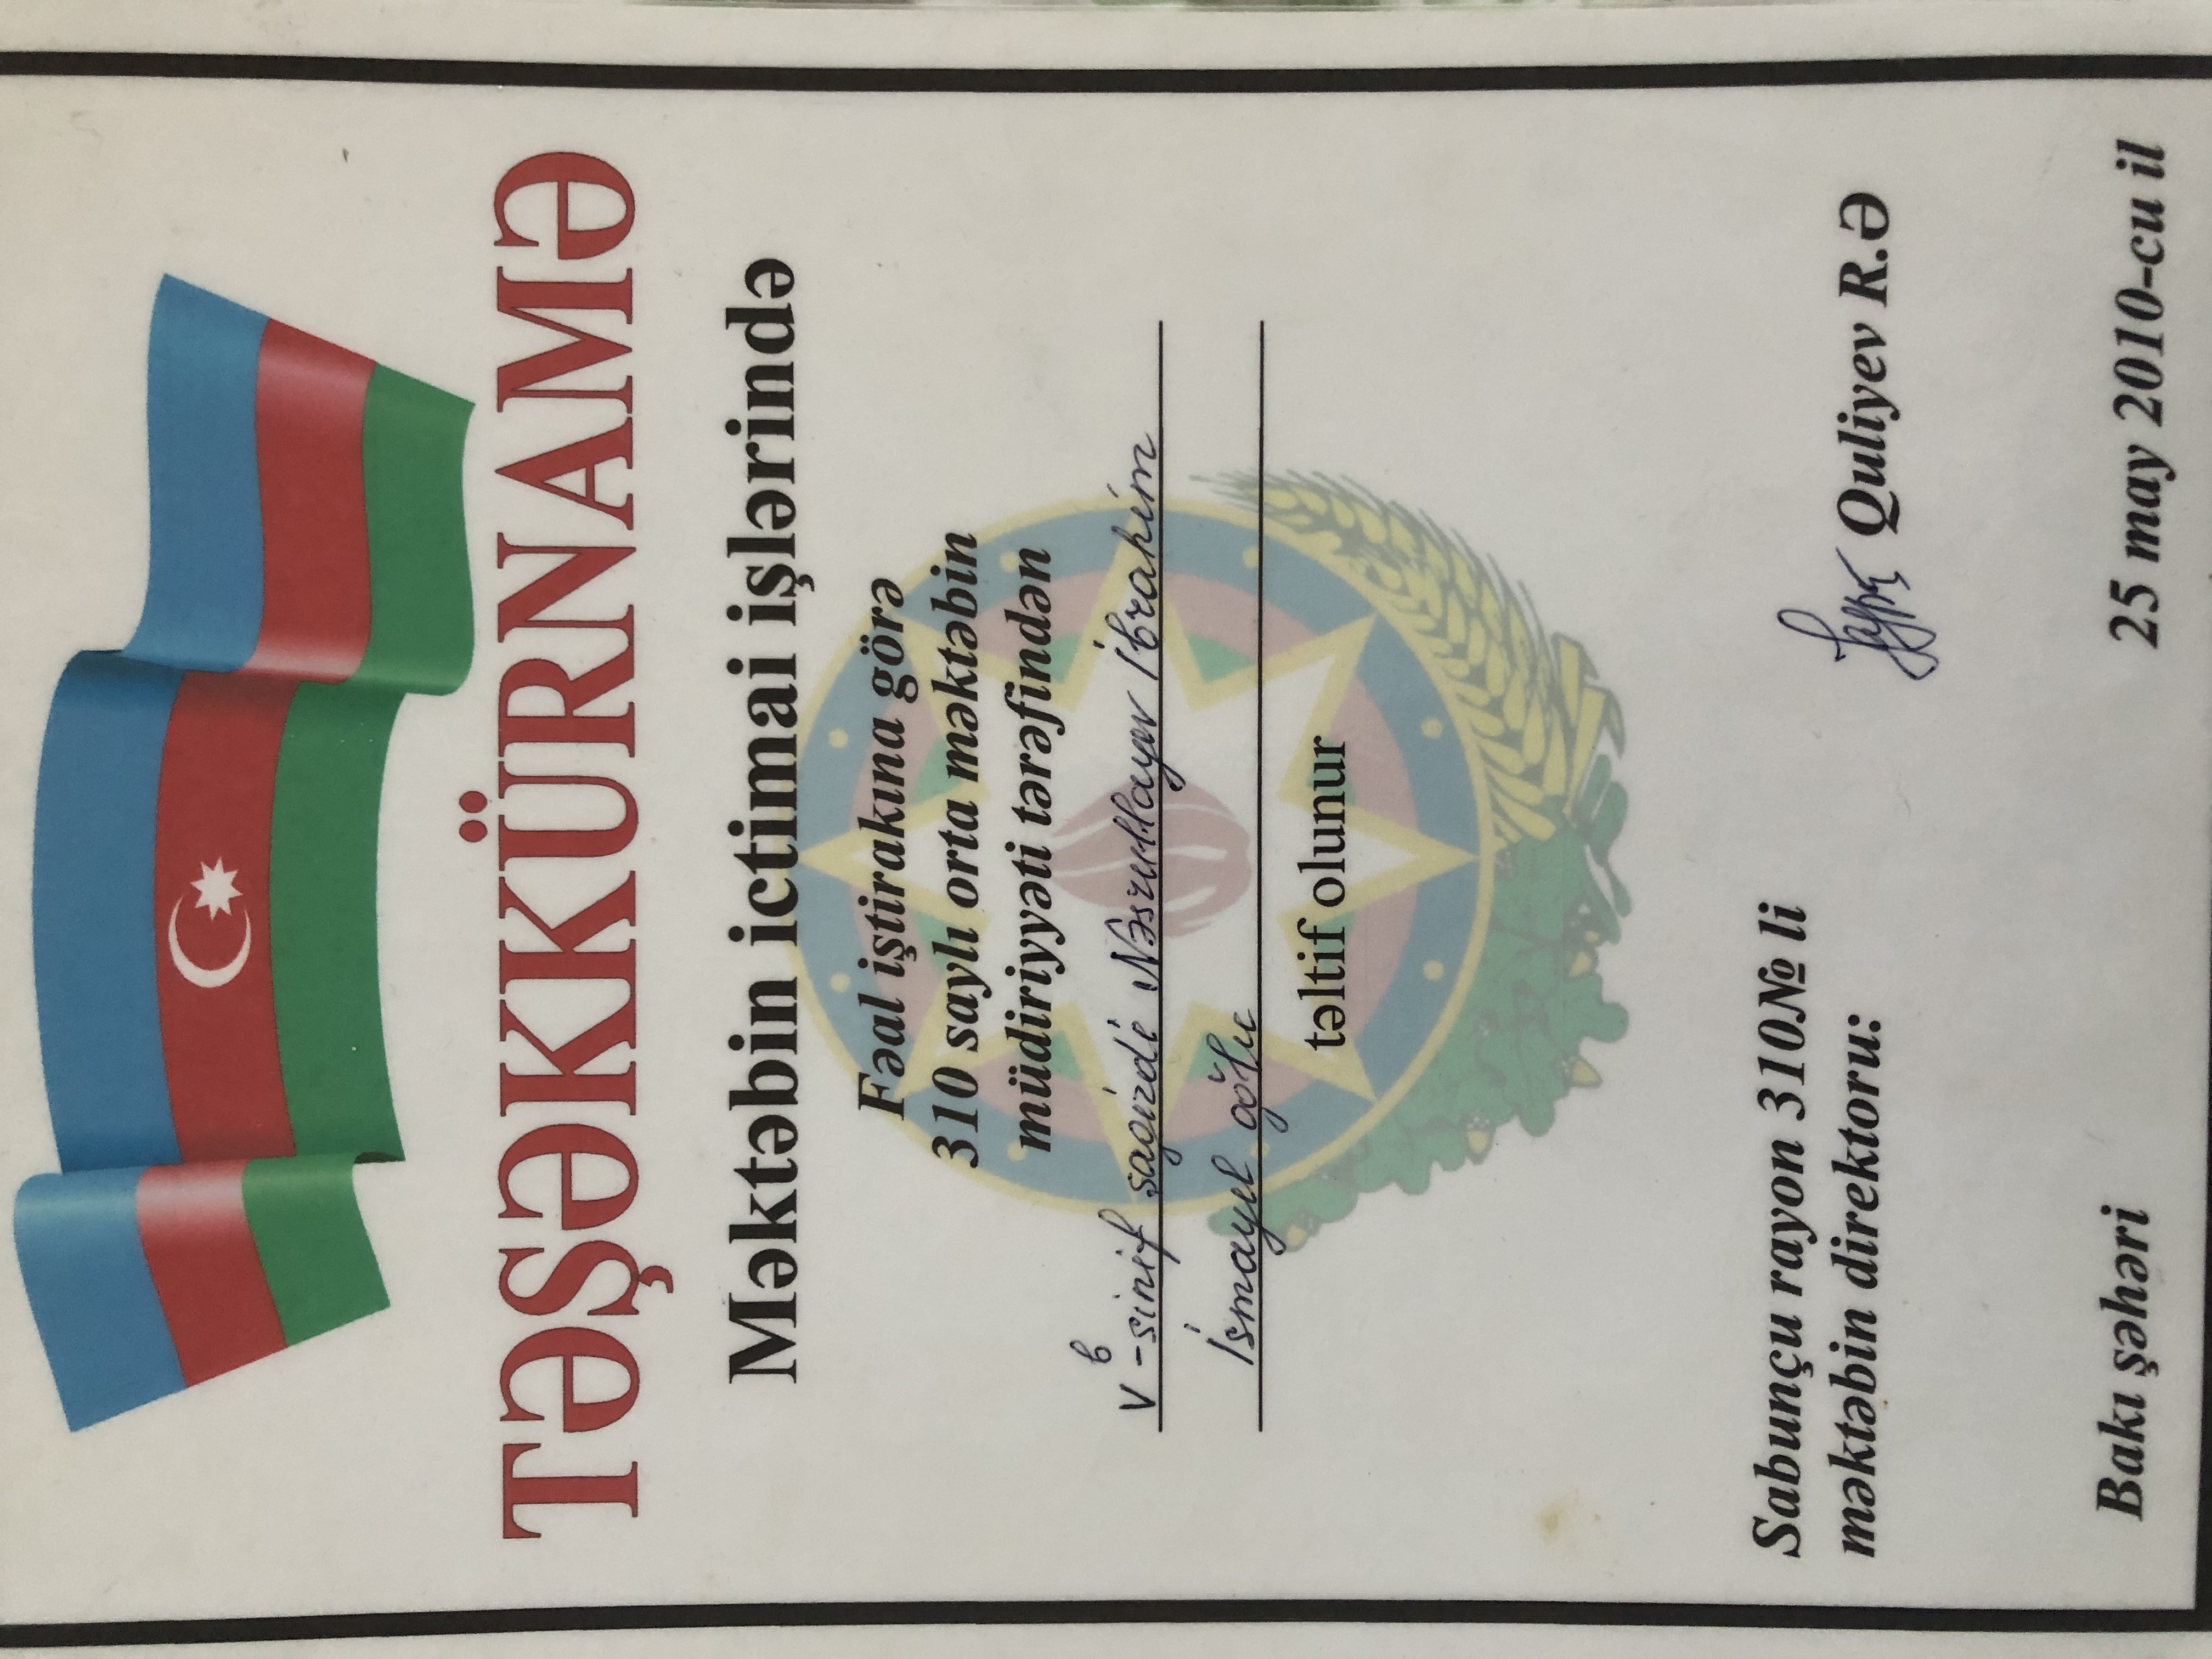 TƏŞƏKKÜRNAMƏ
Məktəbin ictimai işlərində
Fəal iştirakına görə
310 saylı orta məktəbin
müdiriyyəti tərəfindən
V b -sinif şagirdi Nəsrullayev İbrahim
İsmayıl oğlu
təltif olunur
Sabunçu rayon 310№ li
məktəbin direktoru:
Quliyev R.Ə
Bakı şəhəri
25 may 2010-cu il